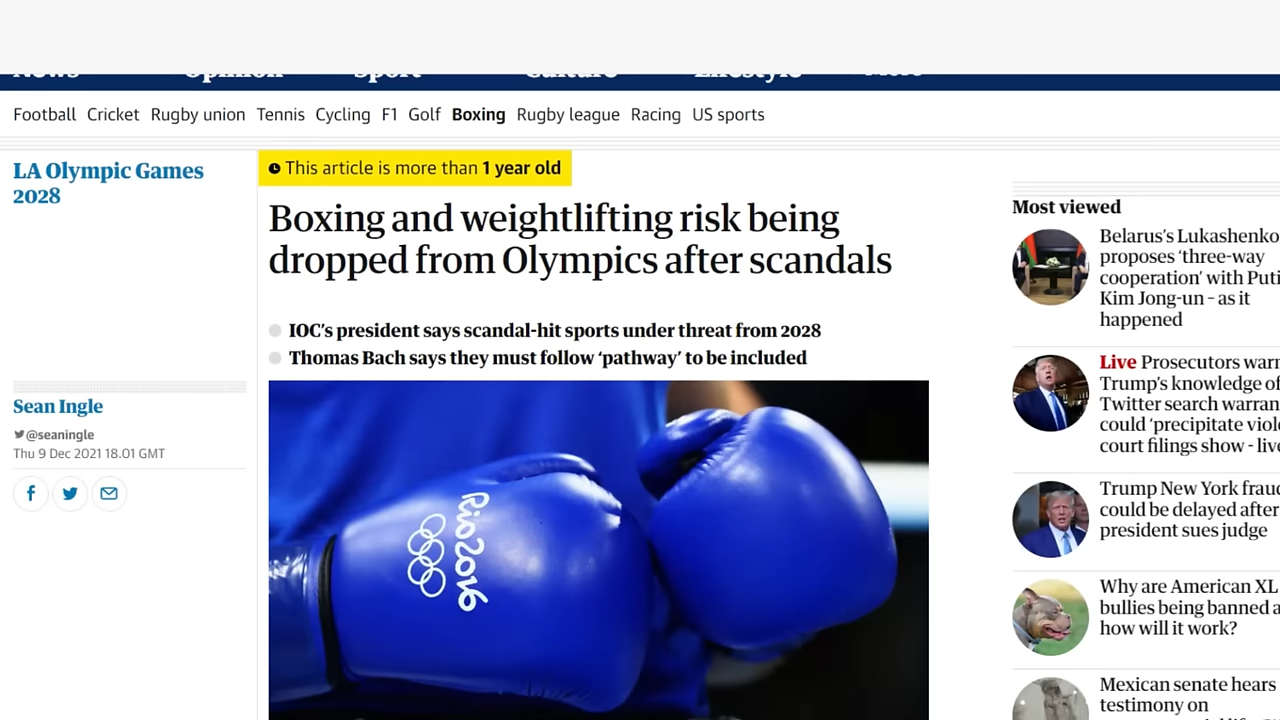 News Opinion Sport Culture Lifestyle More
Football Cricket Rugby union Tennis Cycling F1 Golf Boxing Rugby league Racing US sports
LA Olympic Games
2028
This article is more than 1 year old
Boxing and weightlifting risk being
dropped from Olympics after scandals
IOC's president says scandal-hit sports under threat from 2028
Thomas Bach says they must follow ‘pathway’ to be included
Sean Ingle
@seaningle
Thu 9 Dec 2021 18.01 GMT
Rio2016
Most viewed
Belarus's Lukashenko
proposes ‘three-way
cooperation’ with
Kim Jong-un – as it
happened
Live Prosecutors
Trump's knowledge of
Twitter search
could ‘precipitate
court filings show -
Trump New York
could be delayed after
president sues judge
Why are American XL
bullies being banned
how will it work?
Mexican senate hears
testimony on